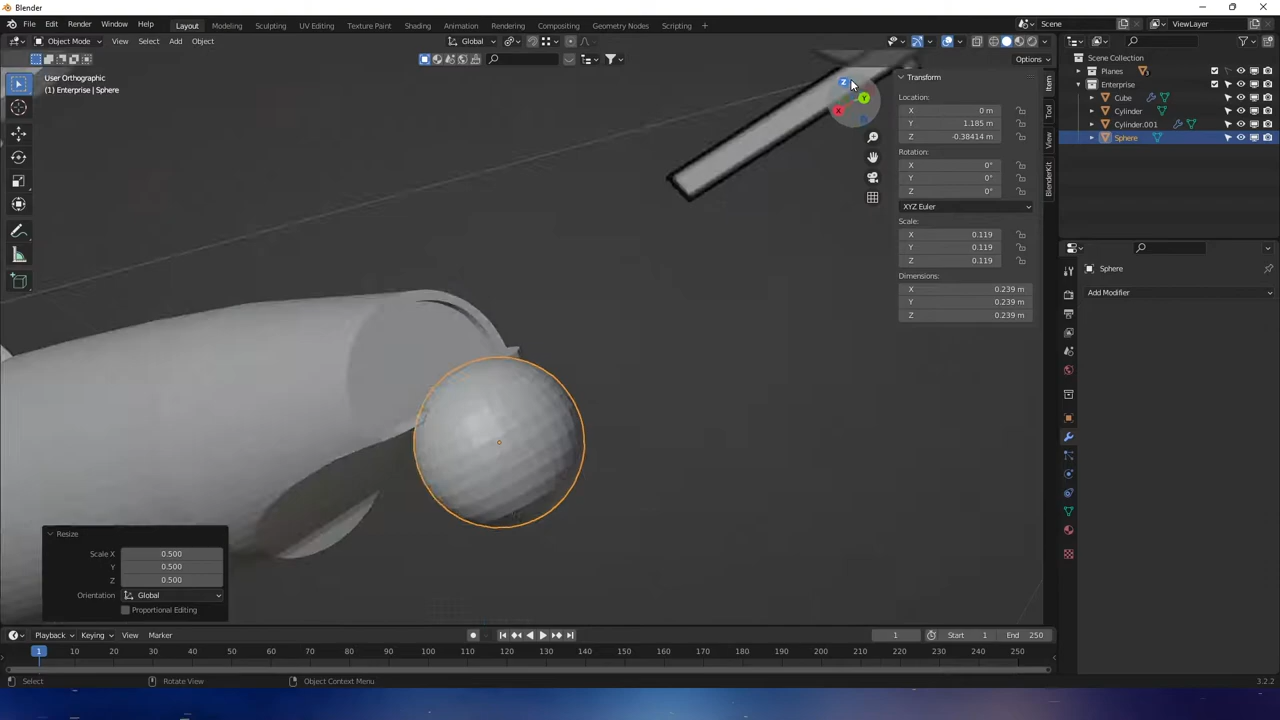 Blender
File Edit Render Window Help Layout Modeling Sculpting UV Editing Texture Paint Shading Animation Rendering Compositing Geometry Nodes Scripting + Scene ViewLayer
Object Mode View Select Add Object Global
Options
User Orthographic
(1) Enterprise | Sphere
Z
Y
X
Transform
Location:
X 0 m
Y 1.185 m
Z -0.38414 m
Rotation:
X 0°
Y 0°
Z 0°
XYZ Euler
Scale:
X 0.119
Y 0.119
Z 0.119
Dimensions:
X 0.239 m
Y 0.239 m
Z 0.239 m
Item
Tool
View
BlenderKit
Scene Collection
Planes
Enterprise
Cube
Cylinder
Cylinder.001
Sphere
Sphere
Add Modifier
Resize
Scale X 0.500
Y 0.500
Z 0.500
Orientation Global
Proportional Editing
Playback Keying View Marker 1 Start 1 End 250
1 10 20 30 40 50 60 70 80 90 100 110 120 130 140 150 160 170 180 190 200 210 220 230 240 250
Select Rotate View Object Context Menu 3.2.2